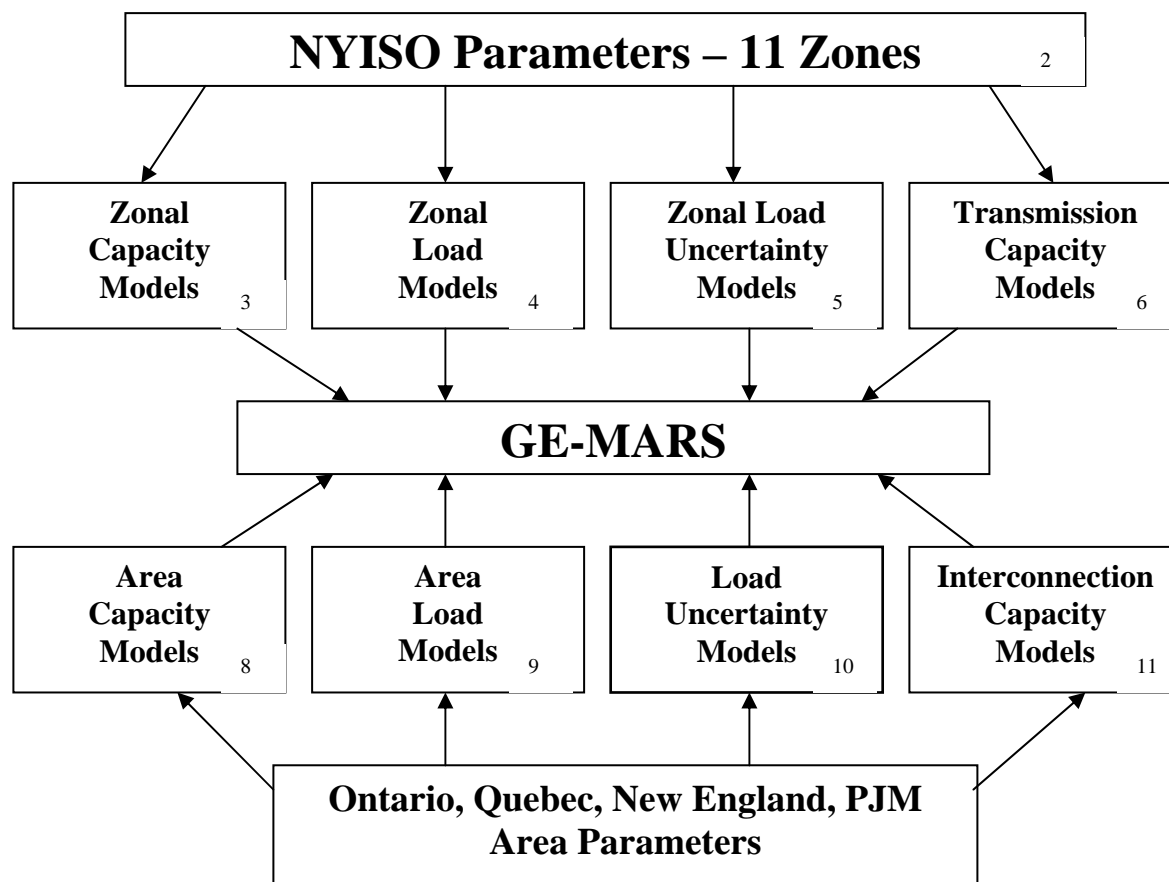 NYISO Parameters – 11 Zones
2
Zonal
Capacity
Models
3
Zonal
Load
Models
4
Zonal Load
Uncertainty
Models
5
Transmission
Capacity
Models
6
GE-MARS
Area
Capacity
Models
8
Area
Load
Models
9
Load
Uncertainty
Models
10
Interconnection
Capacity
Models
11
Ontario, Quebec, New England, PJM
Area Parameters